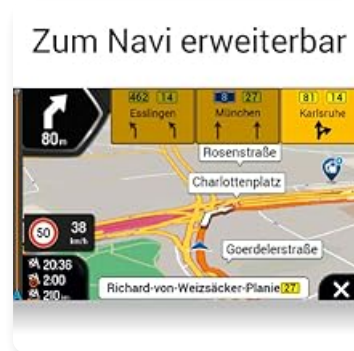 Zum Navi erweiterbar
462 14
8 27
81 14
Esslingen
München
Karlsruhe
80m
Rosenstraße
Charlottenplatz
50
38
km/h
Goerdelerstraße
20:36
2:00
210
Richard-von-Weizsäcker-Planie 27